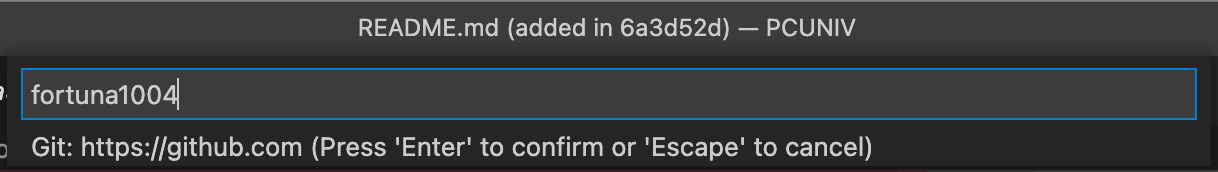 README.md (added in 6a3d52d) — PCUNIV
fortuna1004
Git: https://github.com (Press 'Enter' to confirm or 'Escape' to cancel)